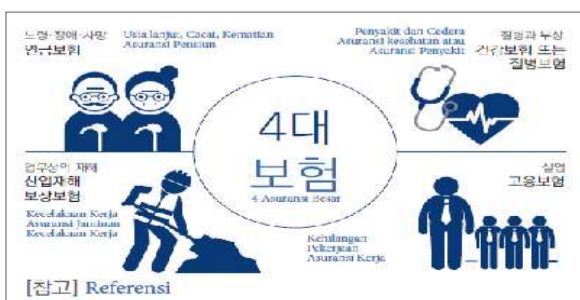 노령·장애·사망
연금보험
Usia lanjut, Cacat, Kematian
Asuransi Pensiun
Penyakit dan Cedera
Asuransi kesehatan atau
Asuransi Penyakit
질병과 부상
건강보험 또는
질병보험
4대
보험
4 Asuransi Besar
업무상의 재해
산업재해
보상보험
Kecelakaan Kerja
Asuransi Jaminan
Kecelakaan Kerja
Kehilangan
Pekerjaan
Asuransi Kerja
실업
고용보험
[참고] Referensi